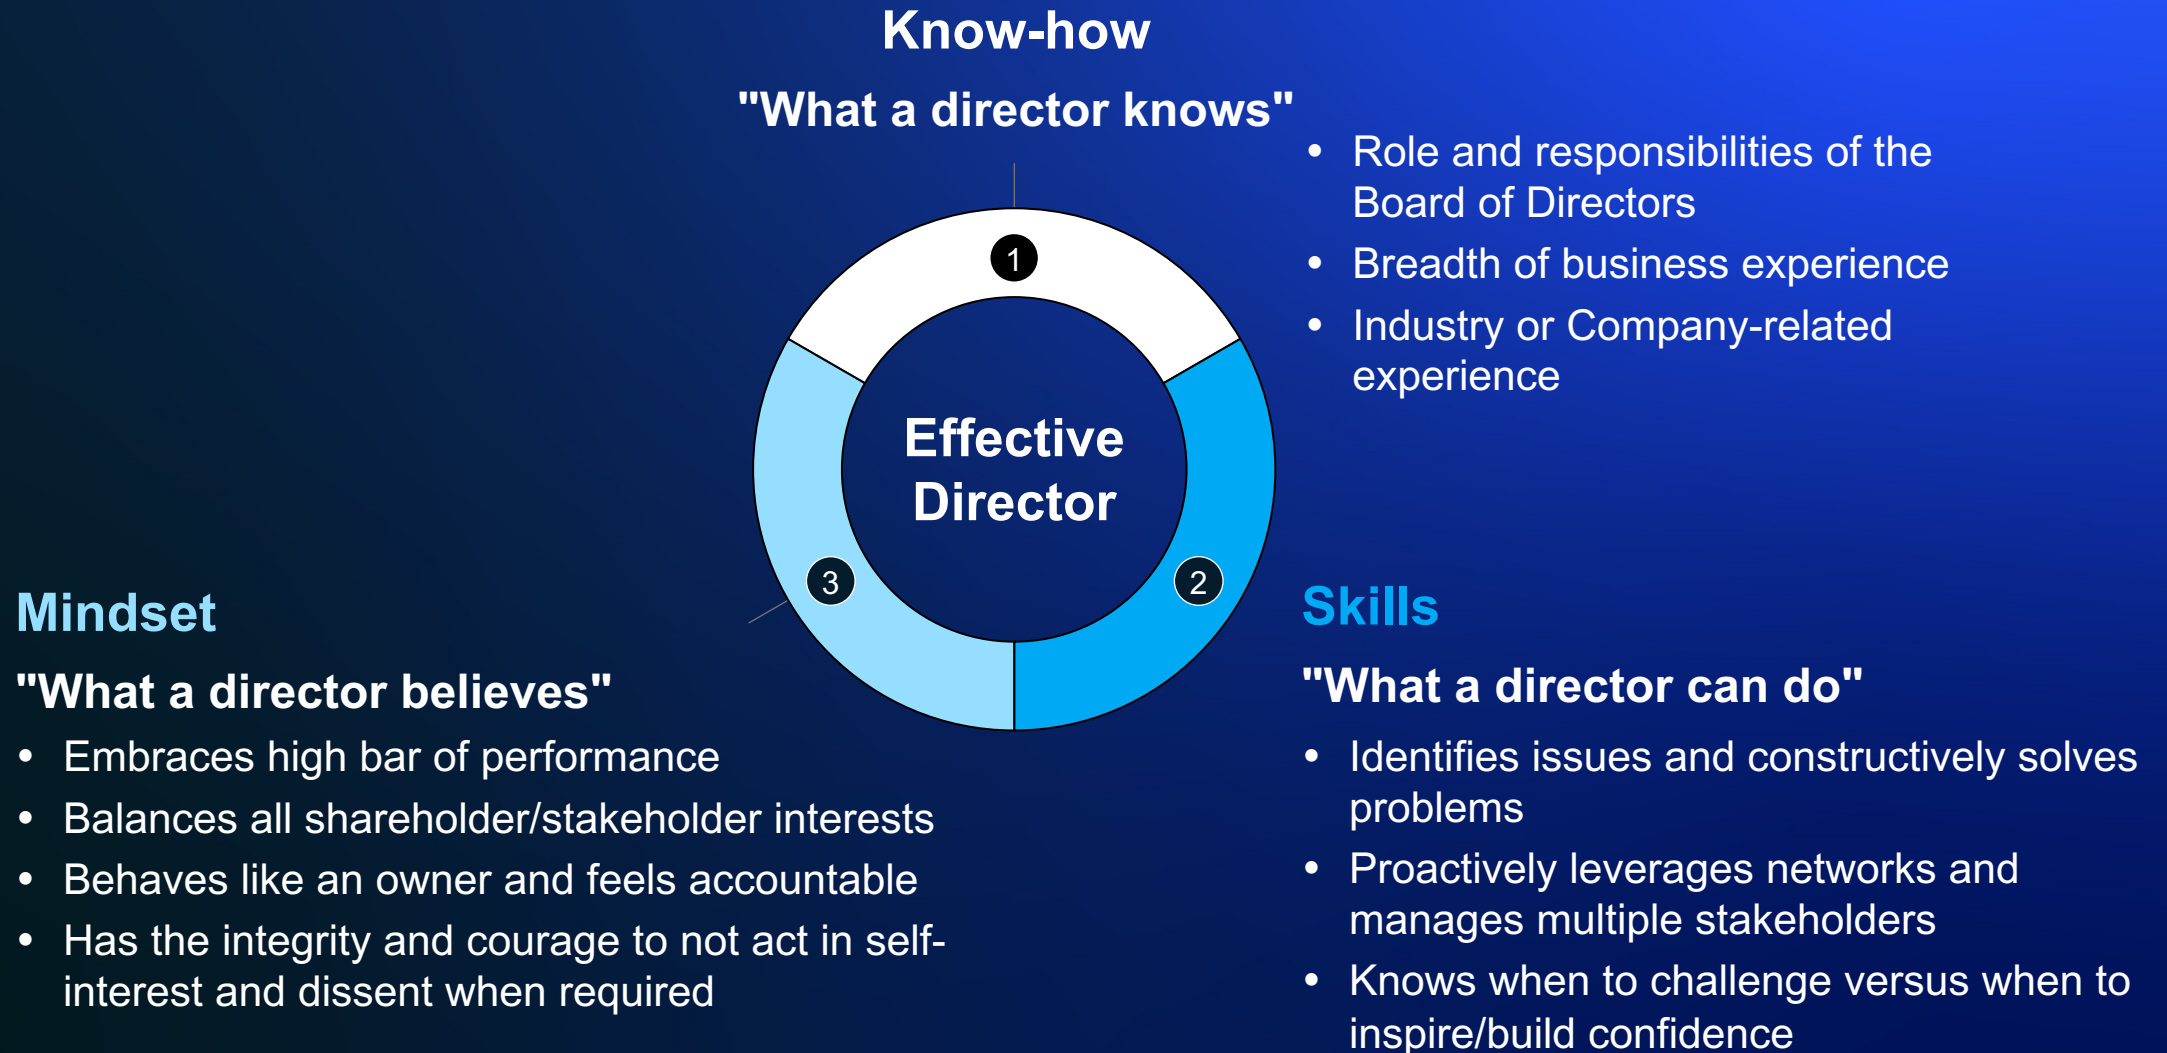 Know-how
"What a director knows"
• Role and responsibilities of the
Board of Directors
• Breadth of business experience
• Industry or Company-related
experience
1
Effective
Director
3
2
Mindset
"What a director believes"
• Embraces high bar of performance
• Balances all shareholder/stakeholder interests
• Behaves like an owner and feels accountable
• Has the integrity and courage to not act in self-
interest and dissent when required
Skills
"What a director can do"
• Identifies issues and constructively solves
problems
• Proactively leverages networks and
manages multiple stakeholders
• Knows when to challenge versus when to
inspire/build confidence